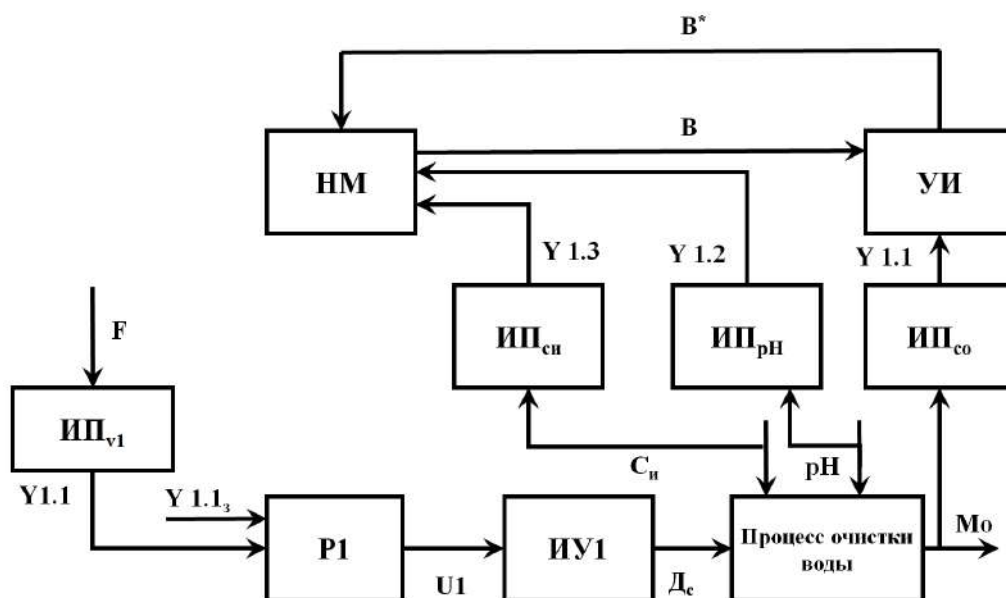 B*
B
НМ
УИ
Y 1.3
Y 1.2
Y 1.1
F
ИПси
ИПрН
ИПсо
ИПv1
Си
рН
Y1.1
Y 1.1з
Р1
ИУ1
Процесс очистки
воды
Мо
U1
Дс